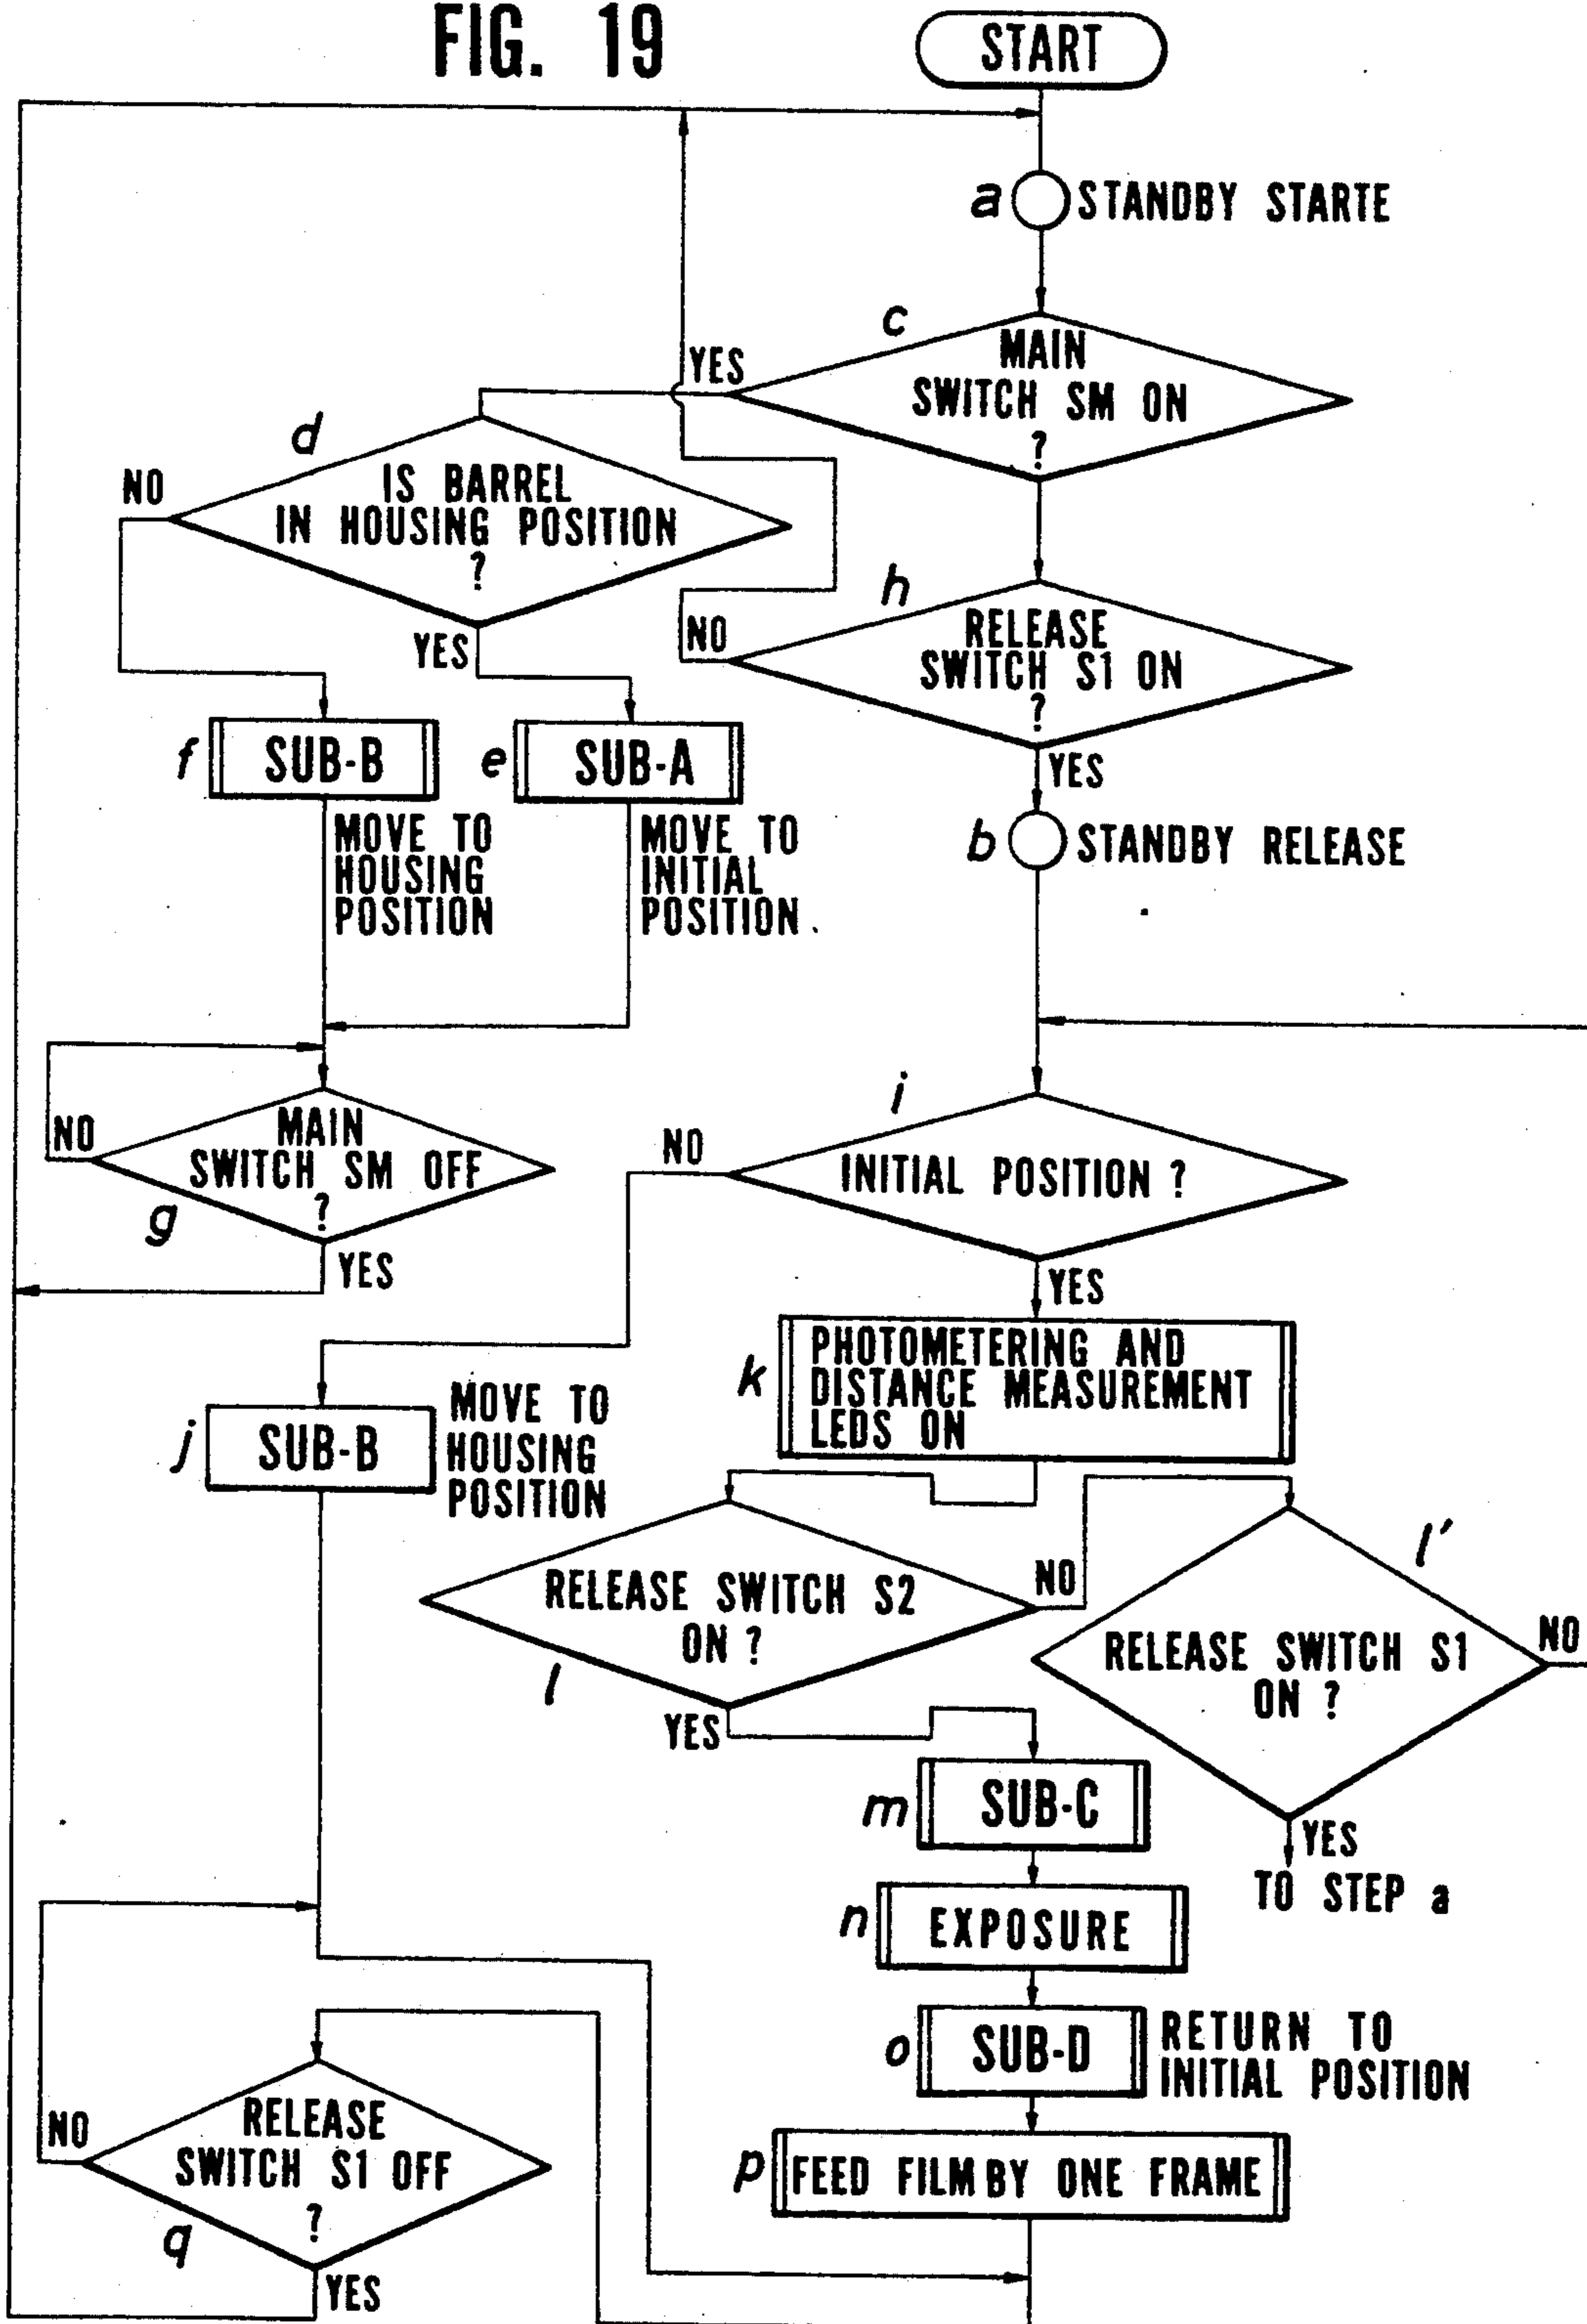 FIG. 19
START
a
STANDBY STARTE
c
MAIN
SWITCH SM ON
?
YES
d
IS BARREL
IN HOUSING POSITION
?
NO
YES
h
RELEASE
SWITCH S1 ON
?
NO
YES
f
SUB-B
e
SUB-A
MOVE TO
HOUSING
POSITION
MOVE TO
INITIAL
POSITION
b
STANDBY RELEASE
MAIN
SWITCH SM OFF
?
NO
g
YES
i
INITIAL POSITION ?
NO
YES
k
PHOTOMETERING AND
DISTANCE MEASUREMENT
LEDS ON
j
SUB-B
MOVE TO
HOUSING
POSITION
RELEASE SWITCH S2
ON ?
l
NO
YES
l'
RELEASE SWITCH S1
ON ?
NO
YES
TO STEP a
m
SUB-C
n
EXPOSURE
o
SUB-D
RETURN TO
INITIAL POSITION
p
FEED FILM BY ONE FRAME
RELEASE
SWITCH S1 OFF
?
NO
q
YES